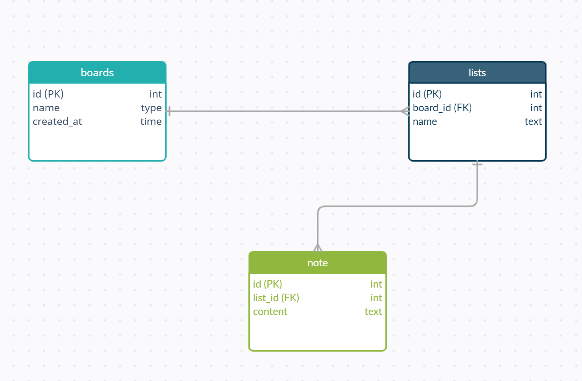 boards
id (PK) int
name type
created_at time
lists
id (PK) int
board_id (FK) int
name text
note
id (PK) int
list_id (FK) int
content text